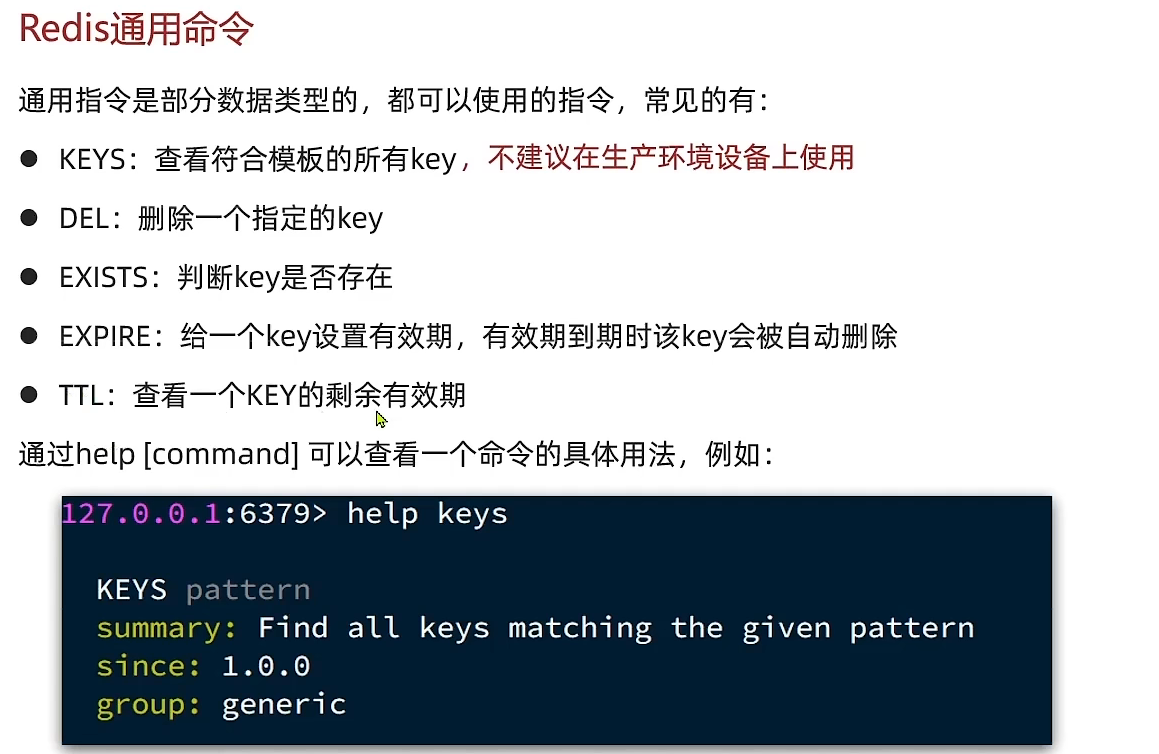 Redis通用命令
通用指令是部分数据类型的，都可以使用的指令，常见的有：
● KEYS：查看符合模板的所有key，不建议在生产环境设备上使用
● DEL：删除一个指定的key
● EXISTS：判断key是否存在
● EXPIRE：给一个key设置有效期，有效期到期时该key会被自动删除
● TTL：查看一个KEY的剩余有效期
通过help [command] 可以查看一个命令的具体用法，例如：
127.0.0.1:6379> help keys
KEYS pattern
summary: Find all keys matching the given pattern
since: 1.0.0
group: generic